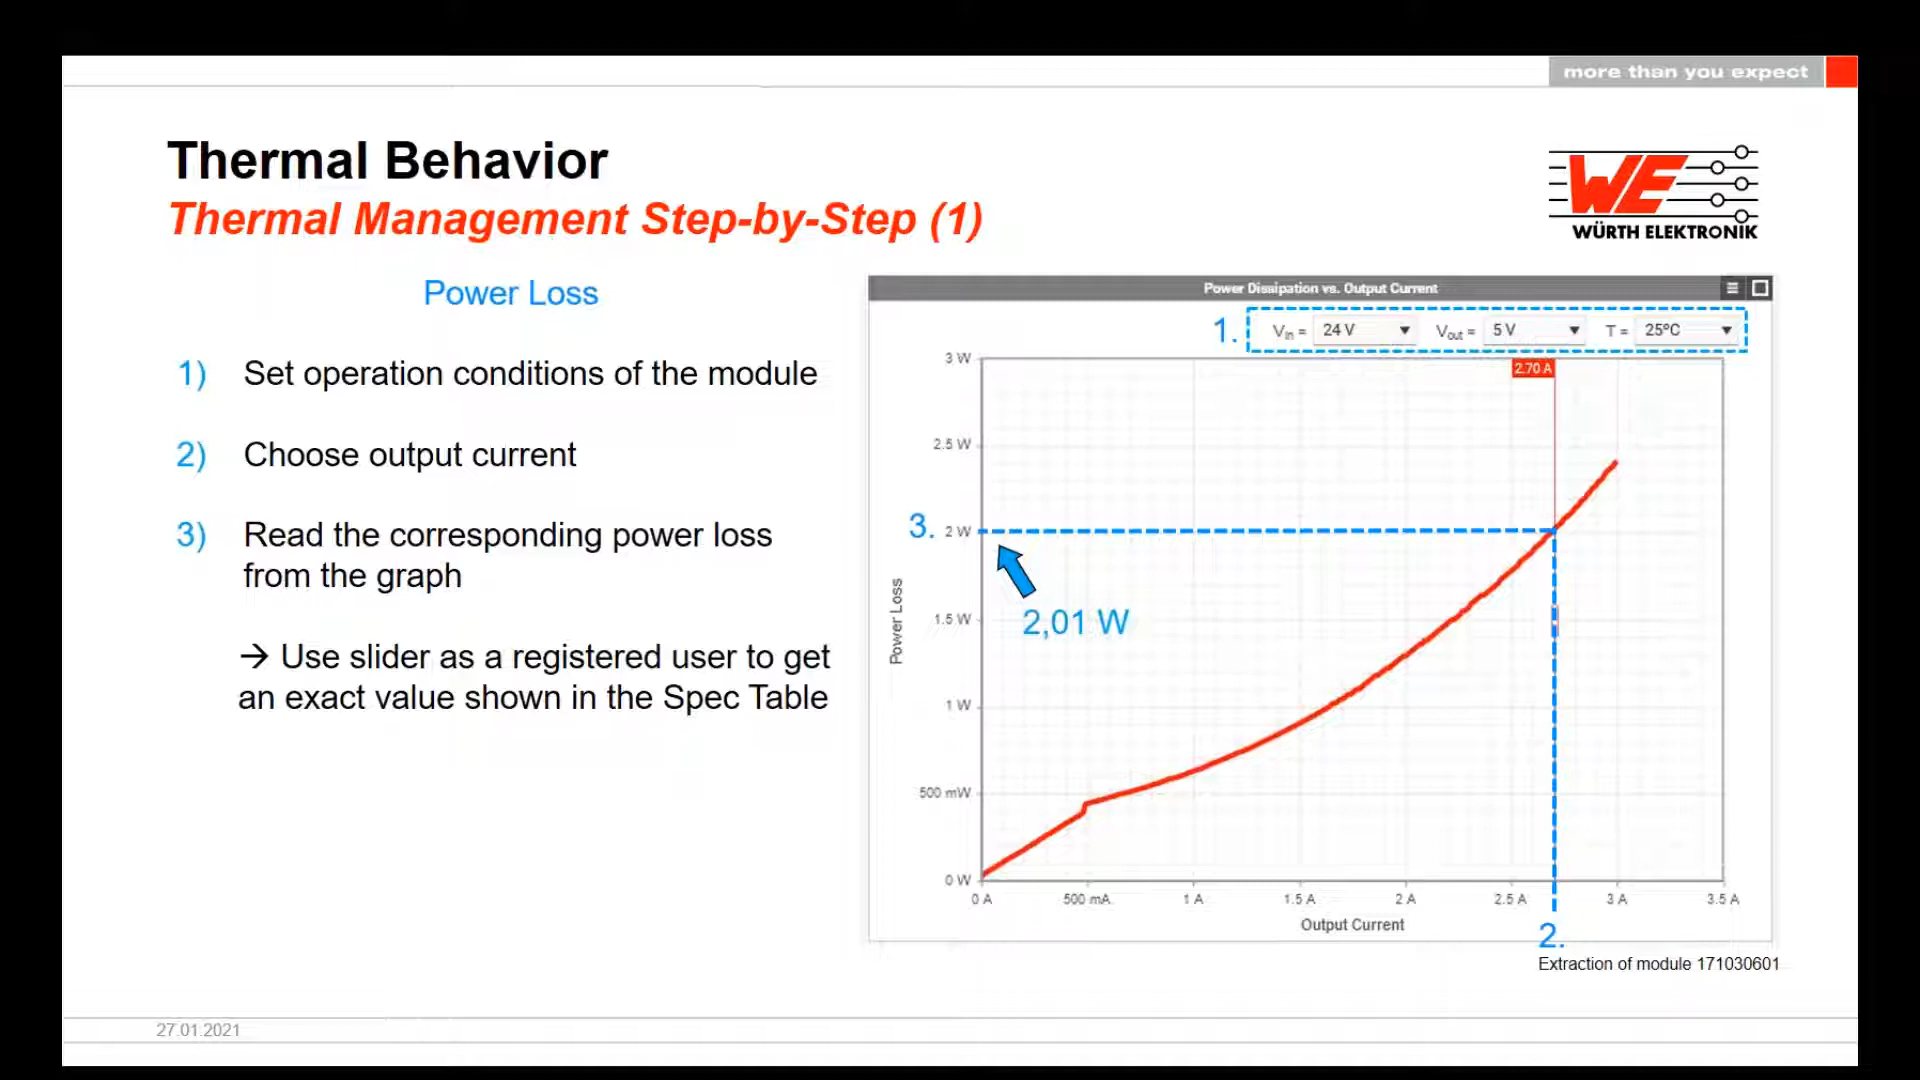 more than you expect
Thermal Behavior
Thermal Management Step-by-Step (1)
WE
WÜRTH ELEKTRONIK
Power Loss
1) Set operation conditions of the module
2) Choose output current
3) Read the corresponding power loss
from the graph
→ Use slider as a registered user to get
an exact value shown in the Spec Table
Power Dissipation vs. Output Current
1. Vin = 24 V Vout = 5 V T = 25ºC
2.70 A
3 W
2.5 W
3. 2 W
2,01 W
1.5 W
1 W
500 mW
0 W
Power Loss
0 A 500 mA 1 A 1.5 A 2 A 2.5 A 3 A 3.5 A
Output Current
2.
Extraction of module 171030601
27.01.2021